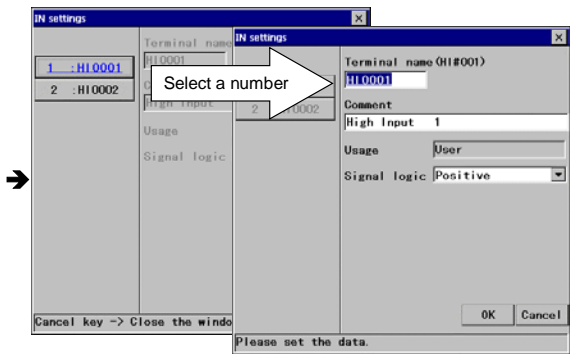 IN settings
Terminal name
HI0001
1 :HI0001
2 :HI0002
High Input
Usage
Signal logic
Cancel key -> Close the windo
Select a number
IN settings
2 0002
Terminal name(HI#001)
HI0001
Comment
High Input 1
Usage User
Signal logic Positive
OK Cancel
Please set the data.